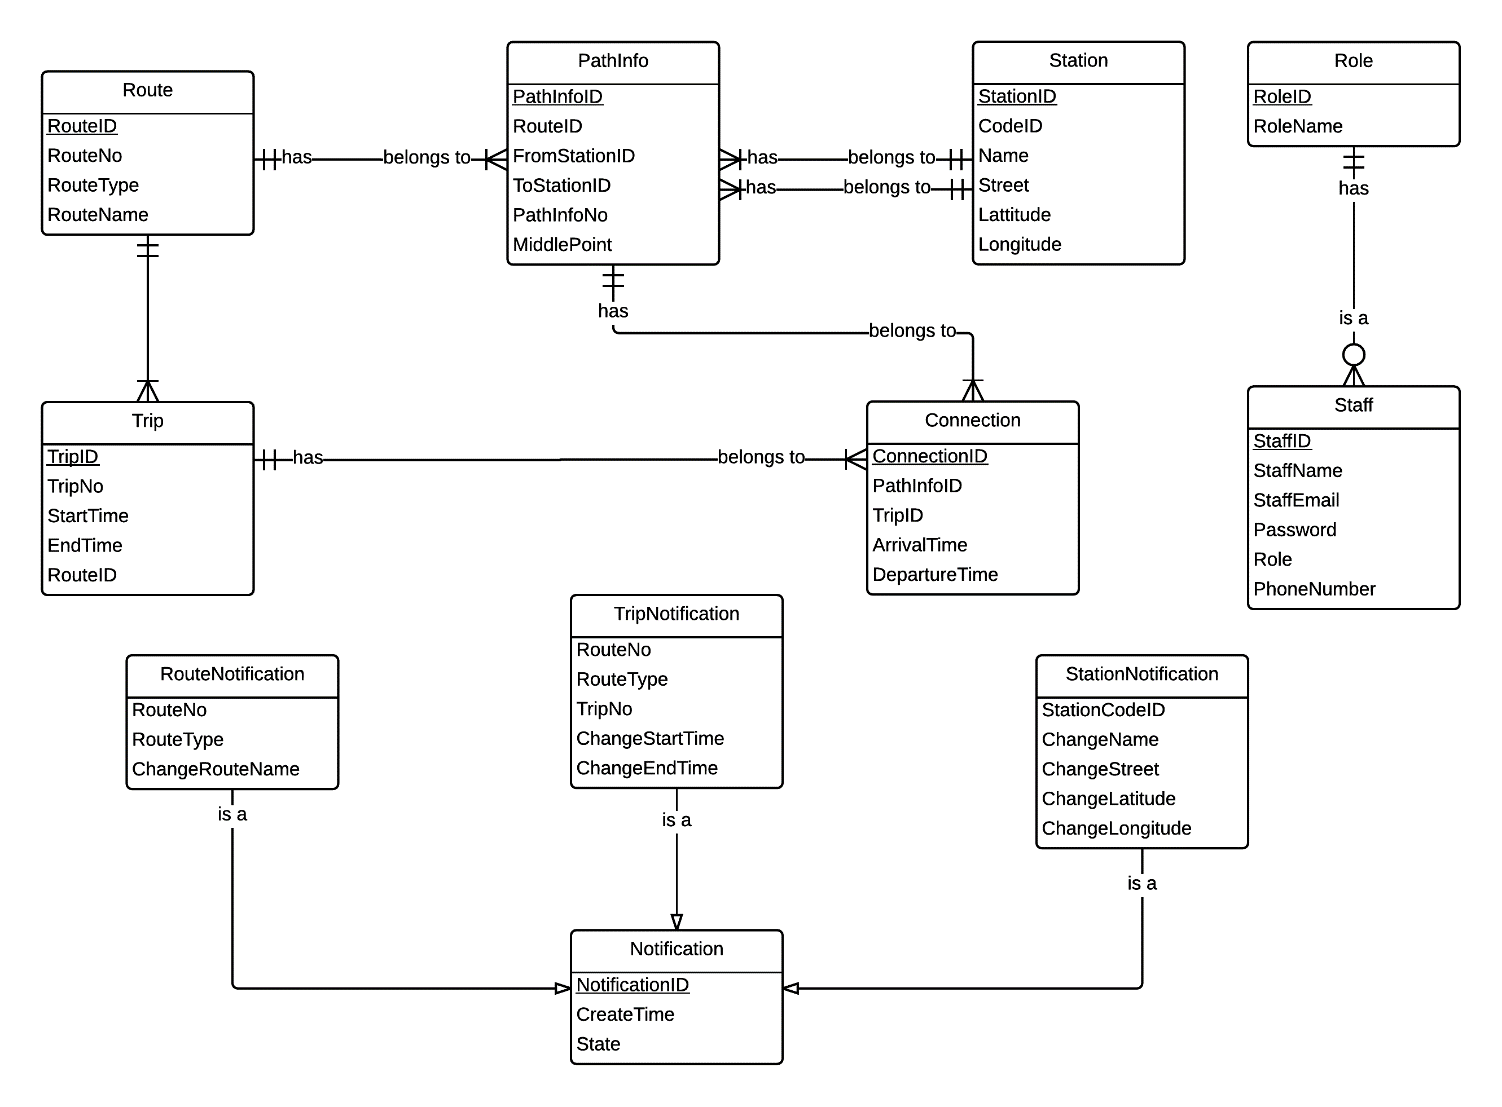 Route
RouteID
RouteNo
RouteType
RouteName
has
belongs to
PathInfo
PathInfoID
RouteID
FromStationID
ToStationID
PathInfoNo
MiddlePoint
has
belongs to
has
belongs to
Station
StationID
CodeID
Name
Street
Lattitude
Longitude
Role
RoleID
RoleName
has
is a
has
belongs to
Trip
TripID
TripNo
StartTime
EndTime
RouteID
has
belongs to
Connection
ConnectionID
PathInfoID
TripID
ArrivalTime
DepartureTime
Staff
StaffID
StaffName
StaffEmail
Password
Role
PhoneNumber
RouteNotification
RouteNo
RouteType
ChangeRouteName
is a
TripNotification
RouteNo
RouteType
TripNo
ChangeStartTime
ChangeEndTime
is a
StationNotification
StationCodeID
ChangeName
ChangeStreet
ChangeLatitude
ChangeLongitude
is a
Notification
NotificationID
CreateTime
State